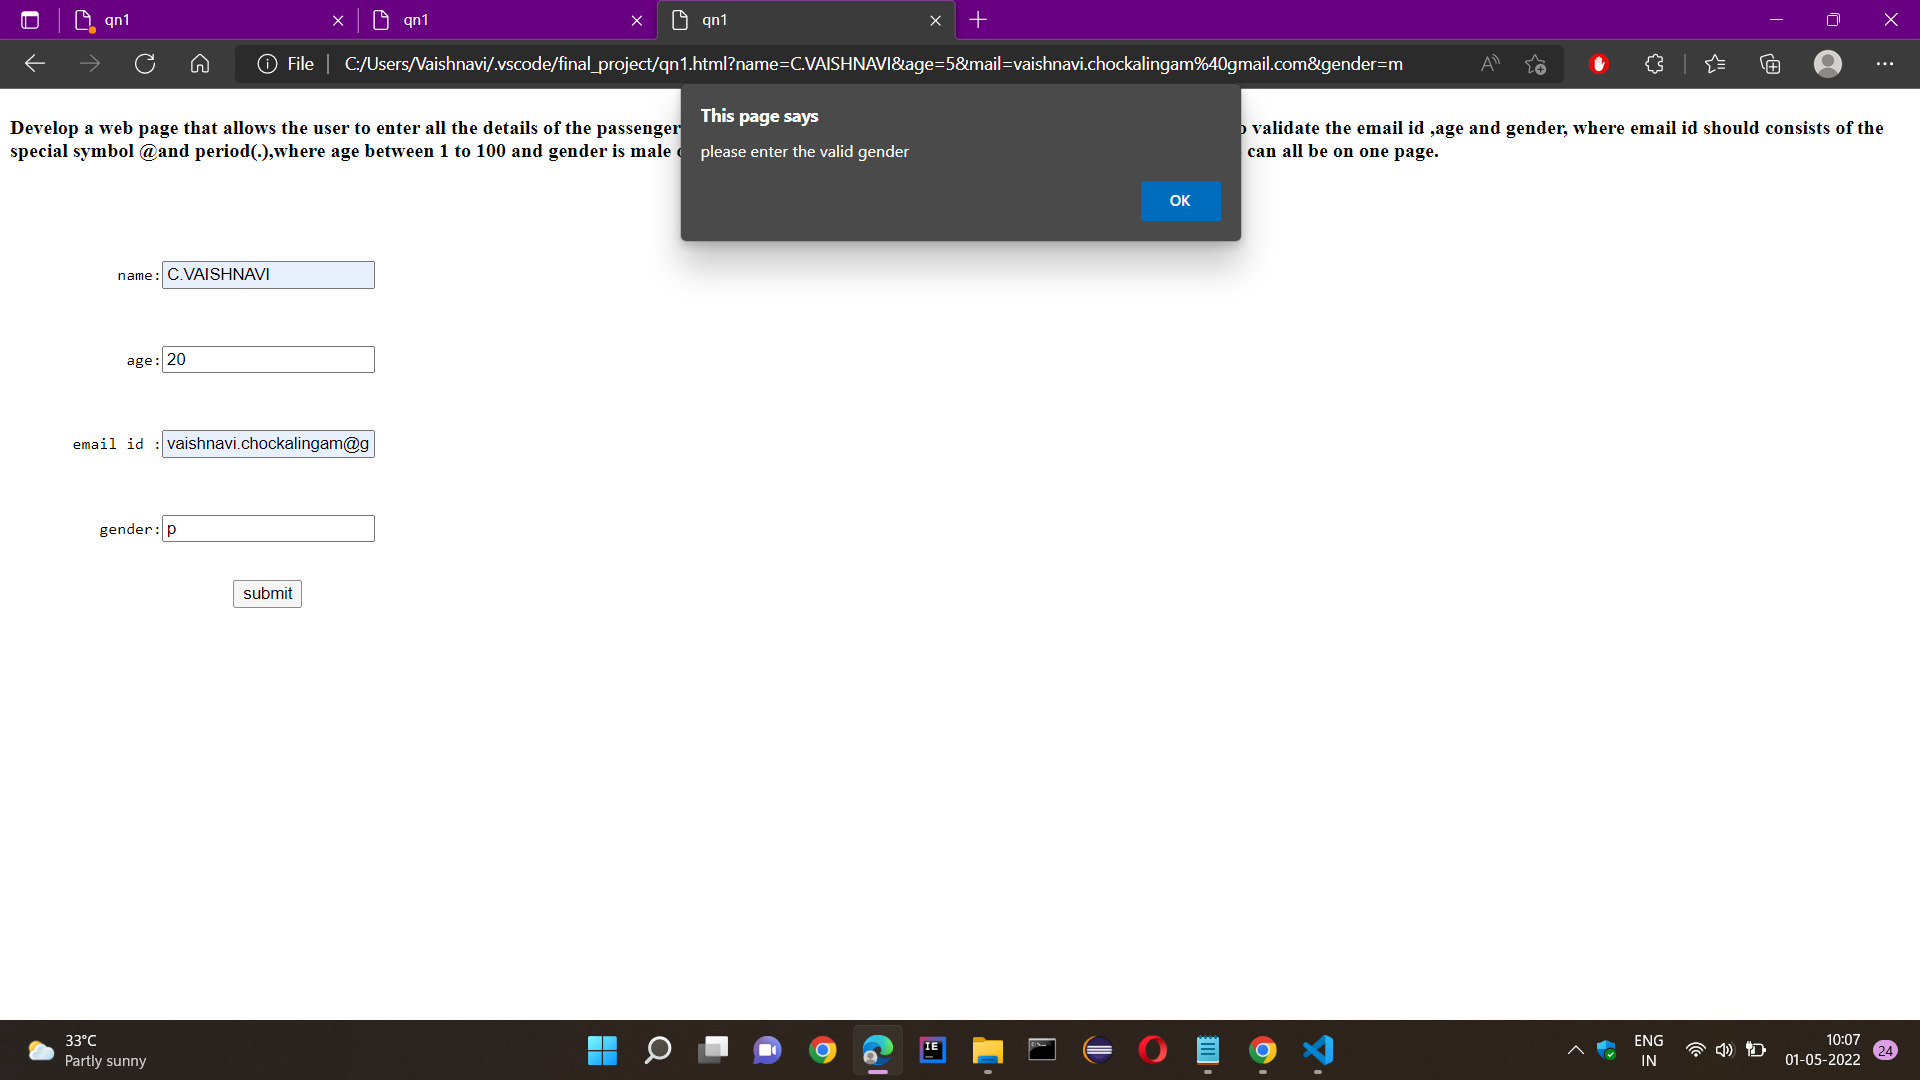 qn1
qn1
qn1
File
C:/Users/Vaishnavi/.vscode/final_project/qn1.html?name=C.VAISHNAVI&age=5&mail=vaishnavi.chockalingam%40gmail.com&gender=m
This page says
please enter the valid gender
OK
Develop a web page that allows the user to enter all the details of the passenger validate the email id ,age and gender, where email id should consists of the
special symbol @and period(.),where age between 1 to 100 and gender is male can all be on one page.
name: C.VAISHNAVI
age: 20
email id : vaishnavi.chockalingam@g
gender: p
submit
33°C
Partly sunny
ENG
IN
10:07
01-05-2022
24